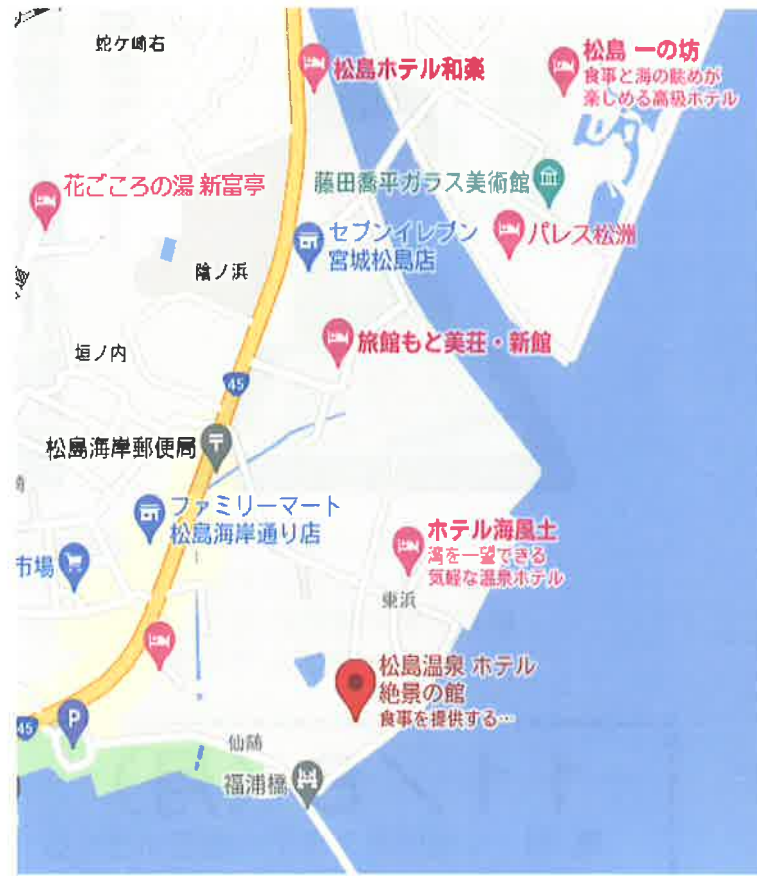 蛇ケ崎右
松島ホテル和楽
松島 一の坊
食事と海の眺めが
楽しめる高級ホテル
花ごころの湯 新富亭
藤田喬平ガラス美術館
セブンイレブン
宮城松島店
パレス松洲
陰ノ浜
旅館もと美荘・新館
垣ノ内
45
松島海岸郵便局
ファミリーマート
松島海岸通り店
ホテル海風土
湾を一望できる
気軽な温泉ホテル
市場
東浜
松島温泉 ホテル
絶景の館
食事を提供する…
45
P
仙随
福浦橋